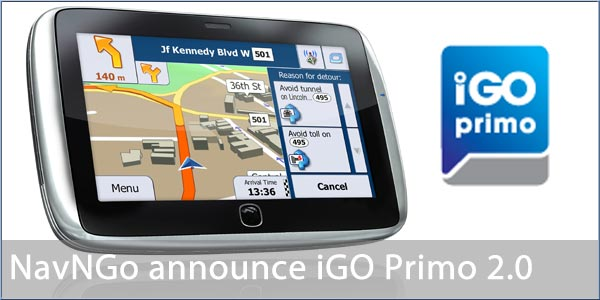 Jf Kennedy Blvd W 501
140 m
36th St
501
Reason for detour:
Avoid tunnel
on Lincoln... 495
Avoid toll on
495
Menu
Arrival Time
13:36
Cancel
iGO
primo
NavNGo announce iGO Primo 2.0